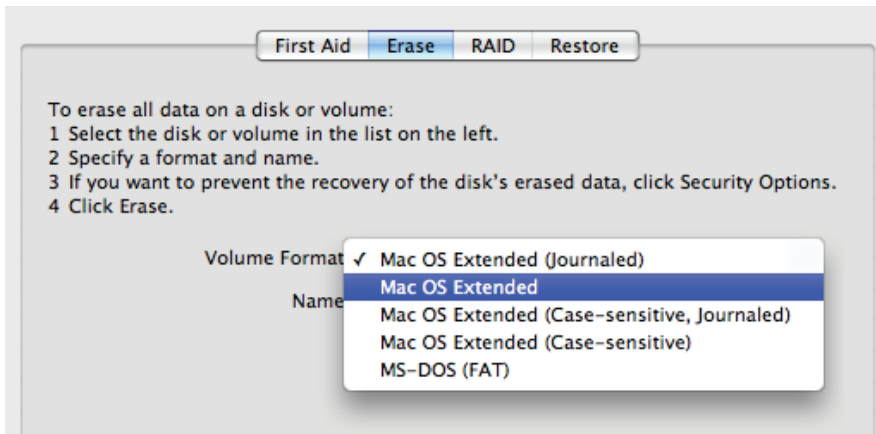 First Aid Erase RAID Restore
To erase all data on a disk or volume:
1 Select the disk or volume in the list on the left.
2 Specify a format and name.
3 If you want to prevent the recovery of the disk's erased data, click Security Options.
4 Click Erase.
Volume Format ✓ Mac OS Extended (Journaled)
Mac OS Extended
Name
Mac OS Extended (Case-sensitive, Journaled)
Mac OS Extended (Case-sensitive)
MS-DOS (FAT)